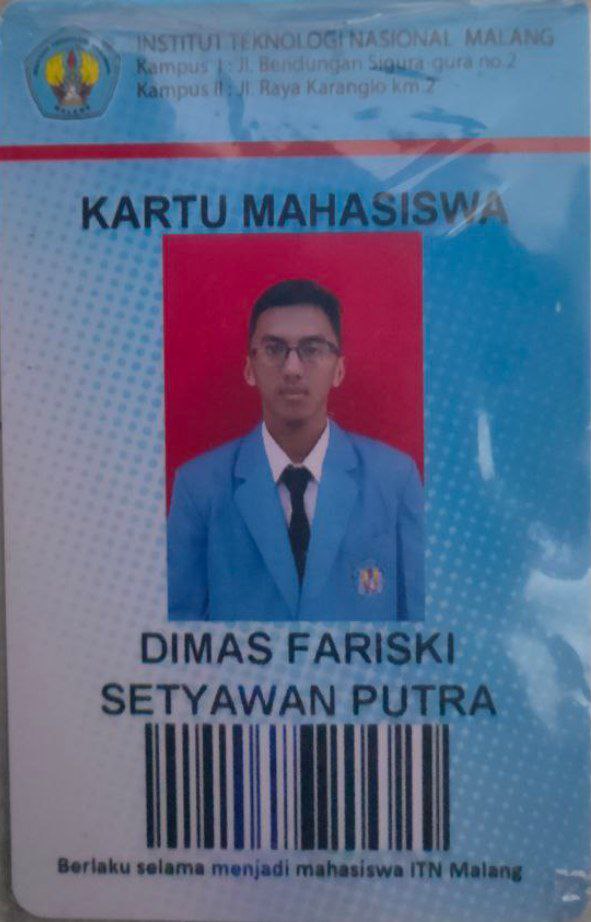 INSTITUT TEKNOLOGI NASIONAL MALANG
Kampus I : Jl. Bendungan Sigura-gura no.2
Kampus II : Jl. Raya Karanglo km.2
KARTU MAHASISWA
DIMAS FARISKI
SETYAWAN PUTRA
Berlaku selama menjadi mahasiswa ITN Malang